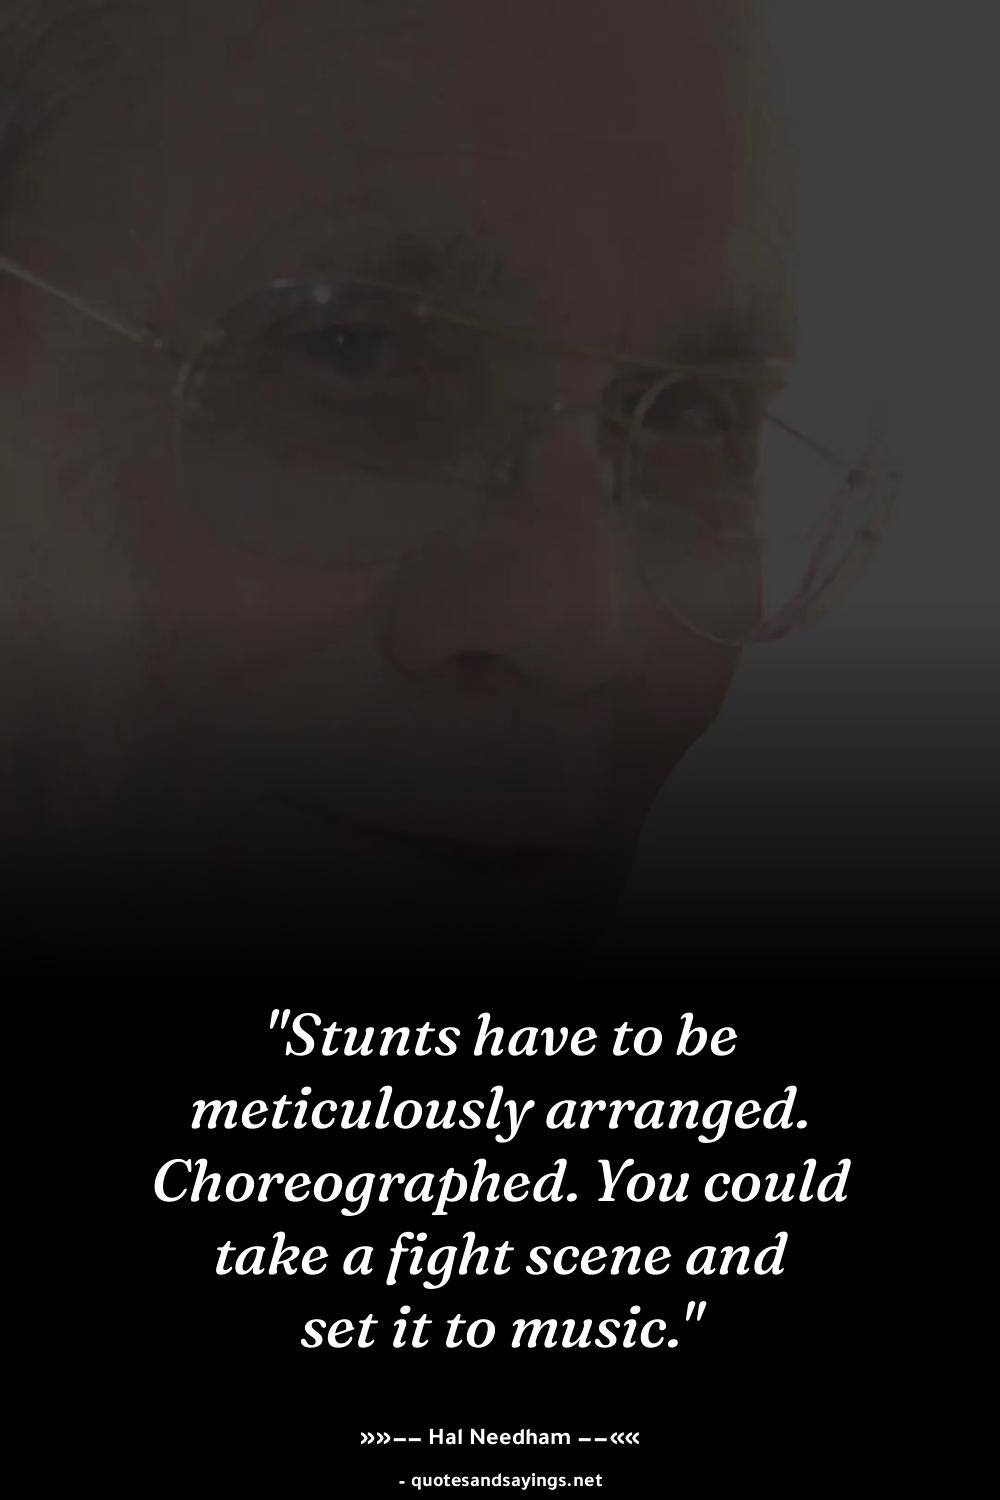 "Stunts have to be
meticulously arranged.
Choreographed. You could
take a fight scene and
set it to music."
»»−− Hal Needham −−««
- quotesandsayings.net